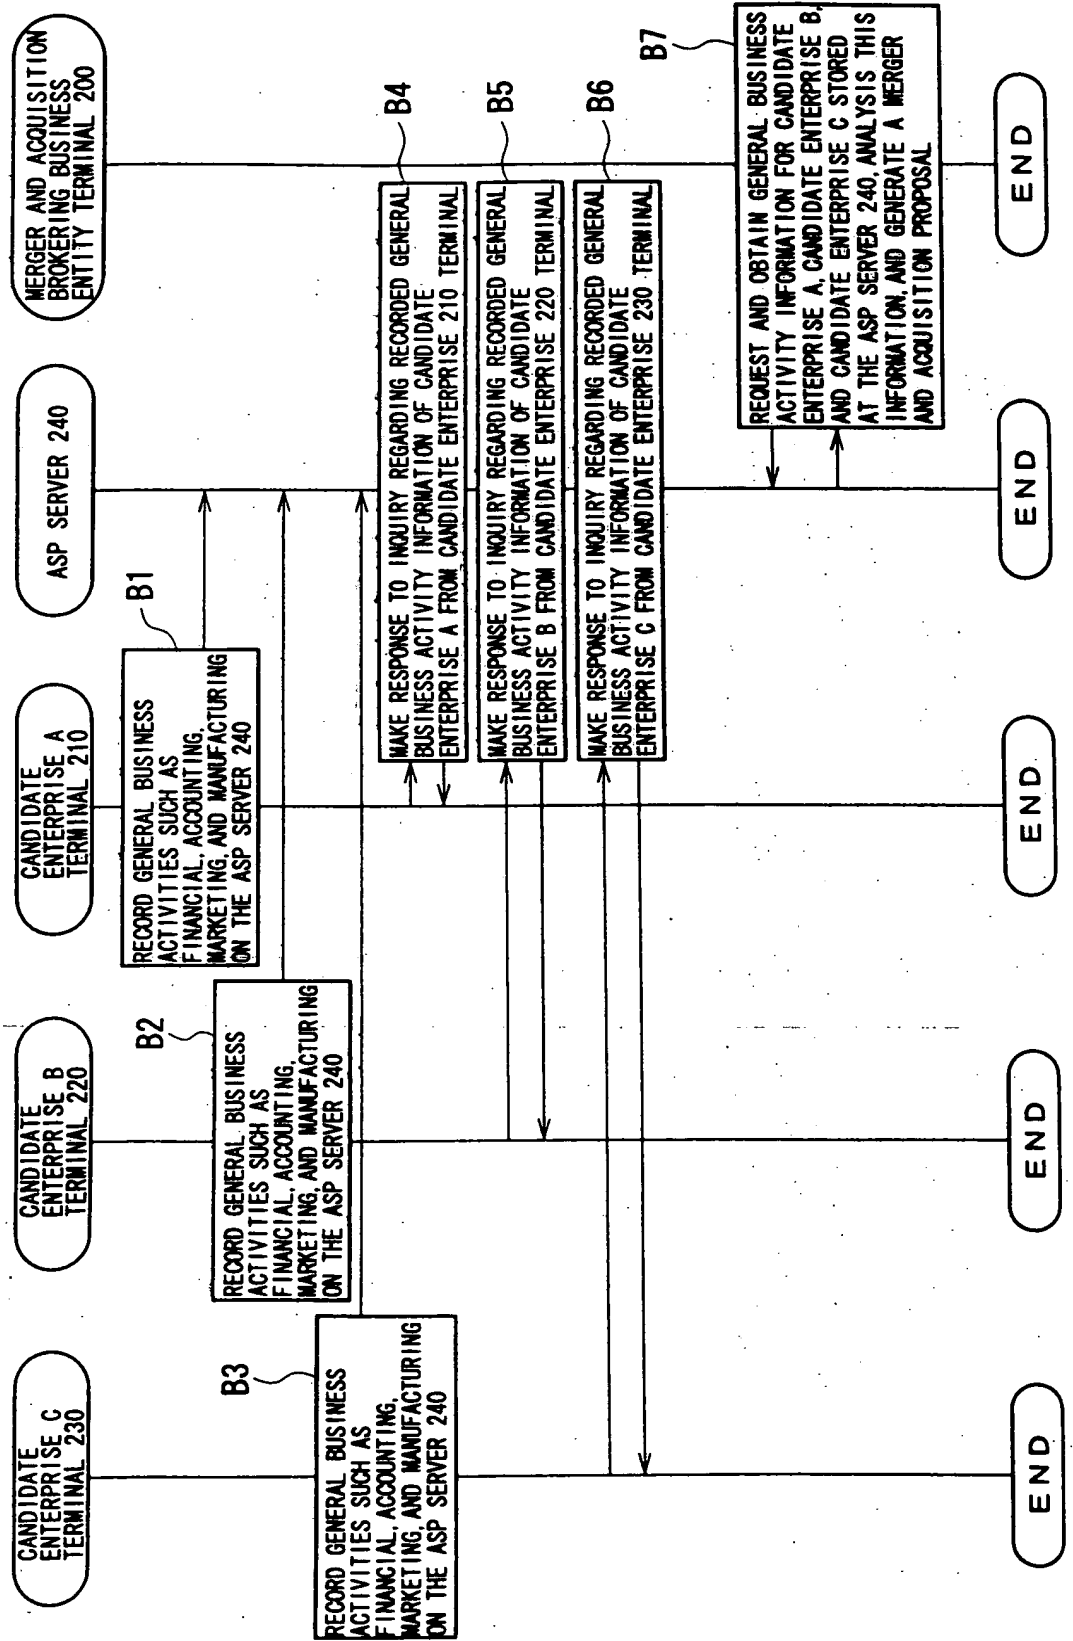 CANDIDATE
ENTERPRISE C
TERMINAL 230
CANDIDATE
ENTERPRISE B
TERMINAL 220
CANDIDATE
ENTERPRISE A
TERMINAL 210
ASP SERVER 240
MERGER AND ACQUISITION
BROKERING BUSINESS
ENTITY TERMINAL 200
B1
RECORD GENERAL BUSINESS
ACTIVITIES SUCH AS
FINANCIAL, ACCOUNTING,
MARKETING, AND MANUFACTURING
ON THE ASP SERVER 240
B2
RECORD GENERAL BUSINESS
ACTIVITIES SUCH AS
FINANCIAL, ACCOUNTING,
MARKETING, AND MANUFACTURING
ON THE ASP SERVER 240
B3
RECORD GENERAL BUSINESS
ACTIVITIES SUCH AS
FINANCIAL, ACCOUNTING,
MARKETING, AND MANUFACTURING
ON THE ASP SERVER 240
B4
MAKE RESPONSE TO INQUIRY REGARDING RECORDED GENERAL
BUSINESS ACTIVITY INFORMATION OF CANDIDATE
ENTERPRISE A FROM CANDIDATE ENTERPRISE 210 TERMINAL
B5
MAKE RESPONSE TO INQUIRY REGARDING RECORDED GENERAL
BUSINESS ACTIVITY INFORMATION OF CANDIDATE
ENTERPRISE B FROM CANDIDATE ENTERPRISE 220 TERMINAL
B6
MAKE RESPONSE TO INQUIRY REGARDING RECORDED GENERAL
BUSINESS ACTIVITY INFORMATION OF CANDIDATE
ENTERPRISE C FROM CANDIDATE ENTERPRISE 230 TERMINAL
B7
REQUEST AND OBTAIN GENERAL BUSINESS
ACTIVITY INFORMATION FOR CANDIDATE
ENTERPRISE A, CANDIDATE ENTERPRISE B,
AND CANDIDATE ENTERPRISE C STORED
AT THE ASP SERVER 240, ANALYSIS THIS
INFORMATION, AND GENERATE A MERGER
AND ACQUISITION PROPOSAL
END
END
END
END
END